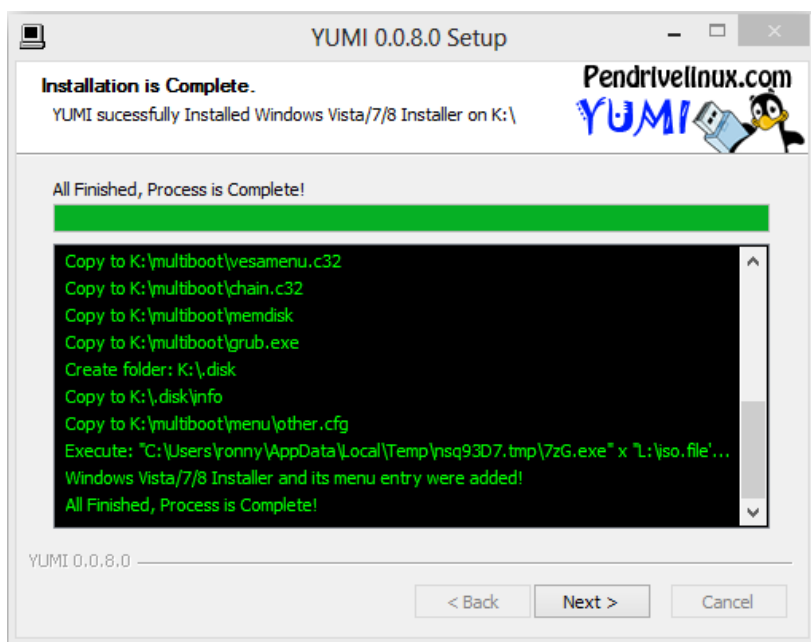 YUMI 0.0.8.0 Setup
Installation is Complete.
YUMI sucessfully Installed Windows Vista/7/8 Installer on K:\
Pendrivelinux.com
YUMI
All Finished, Process is Complete!
Copy to K:\multiboot\vesamenu.c32
Copy to K:\multiboot\chain.c32
Copy to K:\multiboot\memdisk
Copy to K:\multiboot\grub.exe
Create folder: K:\.disk
Copy to K:\.disk\info
Copy to K:\multiboot\menu\other.cfg
Execute: "C:\Users\ronny\AppData\Local\Temp\nsq93D7.tmp\7zG.exe" x "L:\iso.file'...
Windows Vista/7/8 Installer and its menu entry were added!
All Finished, Process is Complete!
YUMI 0.0.8.0
< Back
Next >
Cancel